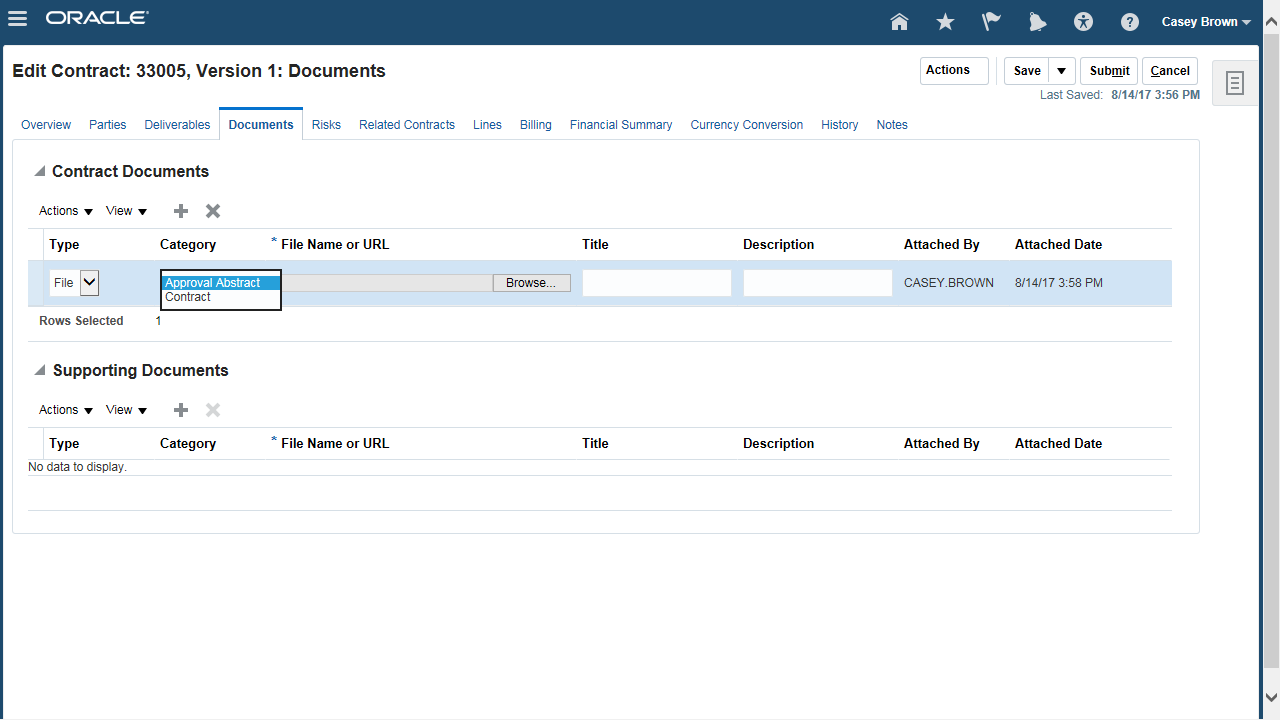 ORACLE
Casey Brown
Edit Contract: 33005, Version 1: Documents
Actions Save Submit Cancel
Last Saved: 8/14/17 3:56 PM
Overview Parties Deliverables Documents Risks Related Contracts Lines Billing Financial Summary Currency Conversion History Notes
Contract Documents
Actions View
Type Category * File Name or URL Title Description Attached By Attached Date
File Approval Abstract Browse... CASEY.BROWN 8/14/17 3:58 PM
Contract
Rows Selected 1
Supporting Documents
Actions View
Type Category * File Name or URL Title Description Attached By Attached Date
No data to display.